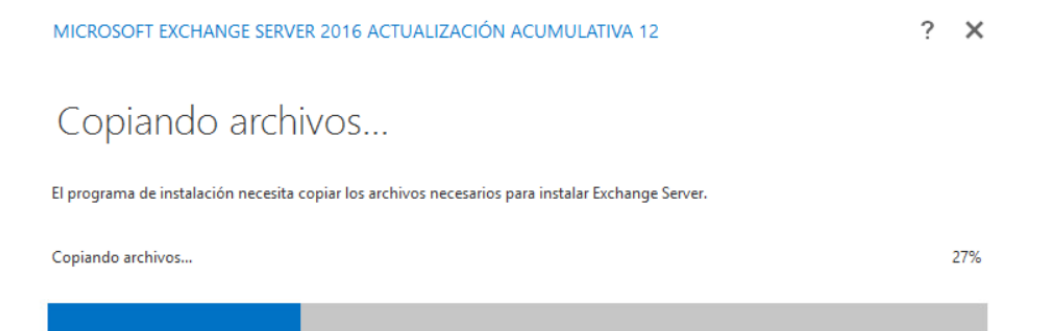 MICROSOFT EXCHANGE SERVER 2016 ACTUALIZACIÓN ACUMULATIVA 12 ? ✕
Copiando archivos...
El programa de instalación necesita copiar los archivos necesarios para instalar Exchange Server.
Copiando archivos... 27%